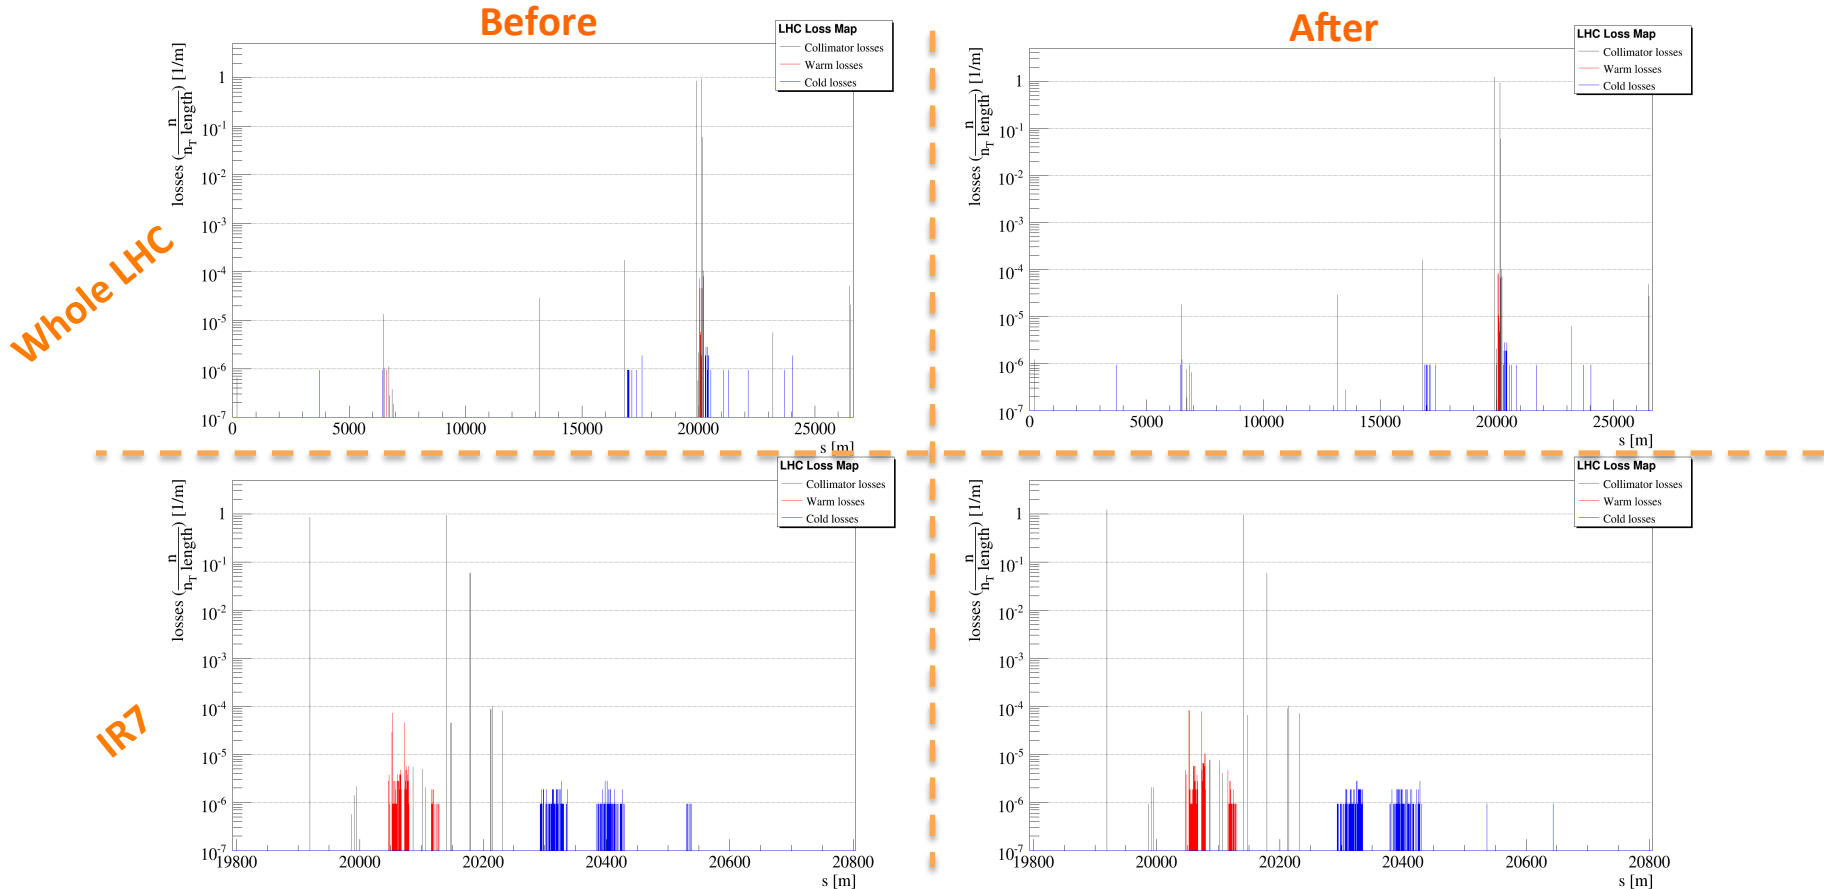 Before
After
Whole LHC
IR7
LHC Loss Map
Collimator losses
Warm losses
Cold losses
losses (n/n_T length) [1/m]
1
10^-1
10^-2
10^-3
10^-4
10^-5
10^-6
10^-7
0 5000 10000 15000 20000 25000
s [m]
LHC Loss Map
Collimator losses
Warm losses
Cold losses
losses (n/n_T length) [1/m]
1
10^-1
10^-2
10^-3
10^-4
10^-5
10^-6
10^-7
0 5000 10000 15000 20000 25000
s [m]
LHC Loss Map
Collimator losses
Warm losses
Cold losses
losses (n/n_T length) [1/m]
1
10^-1
10^-2
10^-3
10^-4
10^-5
10^-6
10^-7
19800 20000 20200 20400 20600 20800
s [m]
LHC Loss Map
Collimator losses
Warm losses
Cold losses
losses (n/n_T length) [1/m]
1
10^-1
10^-2
10^-3
10^-4
10^-5
10^-6
10^-7
19800 20000 20200 20400 20600 20800
s [m]